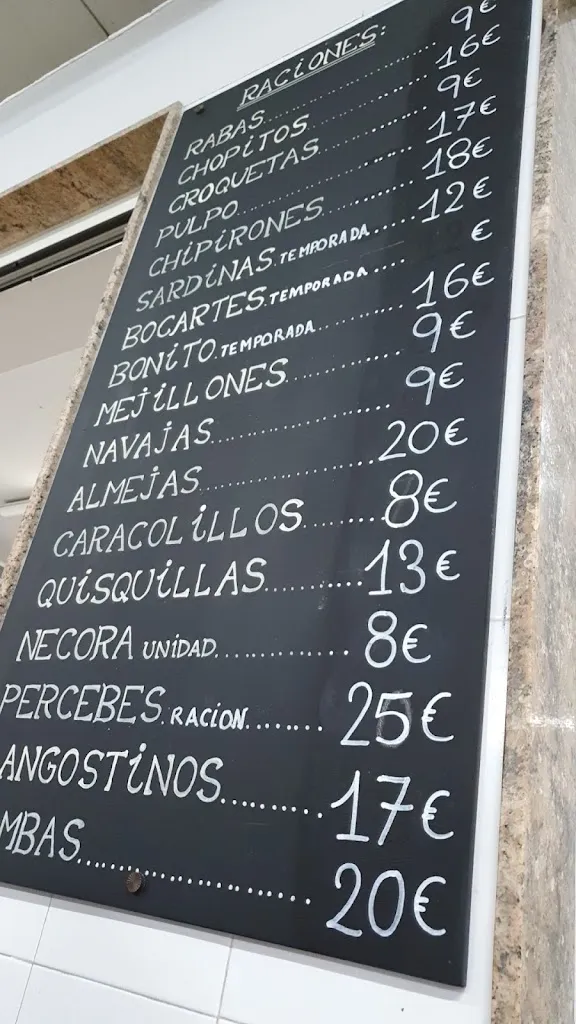 RACIONES:
RABAS.......................... 9€
CHOPITOS.................... 16€
CROQUETAS.................. 9€
PULPO......................... 17€
CHIPIRONES.................. 18€
SARDINAS.TEMPORADA.....12€
BOCARTES.TEMPORADA.... €
BONITO.TEMPORADA............16€
MEJILLONES.................. 9€
NAVAJAS........................ 9€
ALMEJAS........................20€
CARACOLILLOS.......8€
QUISQUILLAS..........13€
NECORA UNIDAD............... 8€
PERCEBES.RACION....... 25€
ANGOSTINOS............17€
MBAS........................ 20€